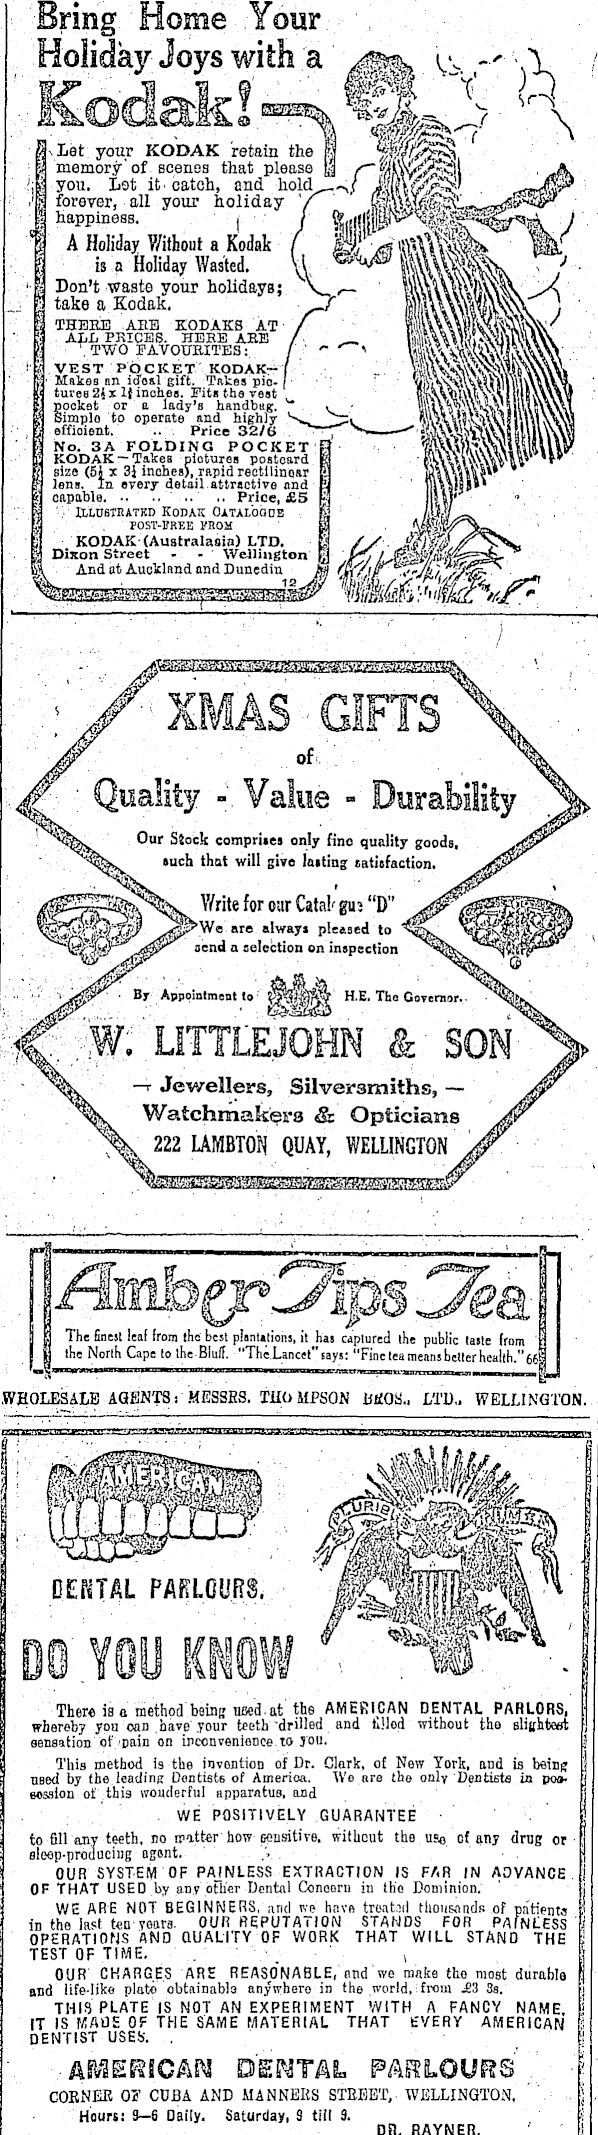 Bring Home Your
Holiday Joys with a
Kodak!
Let your KODAK retain the
memory of scenes that please
you. Let it catch, and hold
forever, all your holiday
happiness.
A Holiday Without a Kodak
is a Holiday Wasted.
Don't waste your holidays;
take a Kodak.
THERE ARE KODAKS AT
ALL PRICES. HERE ARE
TWO FAVOURITES:
VEST POCKET KODAK—
Makes an ideal gift. Takes pic-
tures 2½ x 1⅝ inches. Fits the vest
pocket or a lady's handbag.
Simple to operate and highly
efficient. .. .. Price 32/6
No. 3A FOLDING POCKET
KODAK—Takes pictures postcard
size (5½ x 3¼ inches), rapid rectilinear
lens. In every detail attractive and
capable. .. .. .. .. Price, £5
ILLUSTRATED KODAK CATALOGUE
POST-FREE FROM
KODAK (Australasia) LTD.
Dixon Street - - Wellington
And at Auckland and Dunedin
12
XMAS GIFTS
of
Quality - Value - Durability
Our Stock comprises only fine quality goods,
such that will give lasting satisfaction.
Write for our Catalogue "D"
We are always pleased to
send a selection on inspection
By Appointment to H.E. The Governor.
W. LITTLEJOHN & SON
— Jewellers, Silversmiths, —
Watchmakers & Opticians
222 LAMBTON QUAY, WELLINGTON
Amber Tips Tea
The finest leaf from the best plantations, it has captured the public taste from
the North Cape to the Bluff. "The Lancet" says: "Fine tea means better health." 66
WHOLESALE AGENTS: MESSRS. THOMPSON BROS., LTD., WELLINGTON.
AMERICAN
PLURIBUS UNUM
DENTAL PARLOURS.
DO YOU KNOW
There is a method being used at the AMERICAN DENTAL PARLORS,
whereby you can have your teeth drilled and filled without the slightest
sensation of pain on inconvenience to you.
This method is the invention of Dr. Clark, of New York, and is being
used by the leading Dentists of America. We are the only Dentists in pos-
session of this wonderful apparatus, and
WE POSITIVELY GUARANTEE
to fill any teeth, no matter how sensitive, without the use of any drug or
sleep-producing agent.
OUR SYSTEM OF PAINLESS EXTRACTION IS FAR IN ADVANCE
OF THAT USED by any other Dental Concern in the Dominion.
WE ARE NOT BEGINNERS, and we have treated thousands of patients
in the last ten years. OUR REPUTATION STANDS FOR PAINLESS
OPERATIONS AND QUALITY OF WORK THAT WILL STAND THE
TEST OF TIME.
OUR CHARGES ARE REASONABLE, and we make the most durable
and life-like plate obtainable anywhere in the world, from £3 3s.
THIS PLATE IS NOT AN EXPERIMENT WITH A FANCY NAME,
IT IS MADE OF THE SAME MATERIAL THAT EVERY AMERICAN
DENTIST USES.
AMERICAN DENTAL PARLOURS
CORNER OF CUBA AND MANNERS STREET, WELLINGTON.
Hours: 9—6 Daily. Saturday, 9 till 9.
DR. RAYNER.